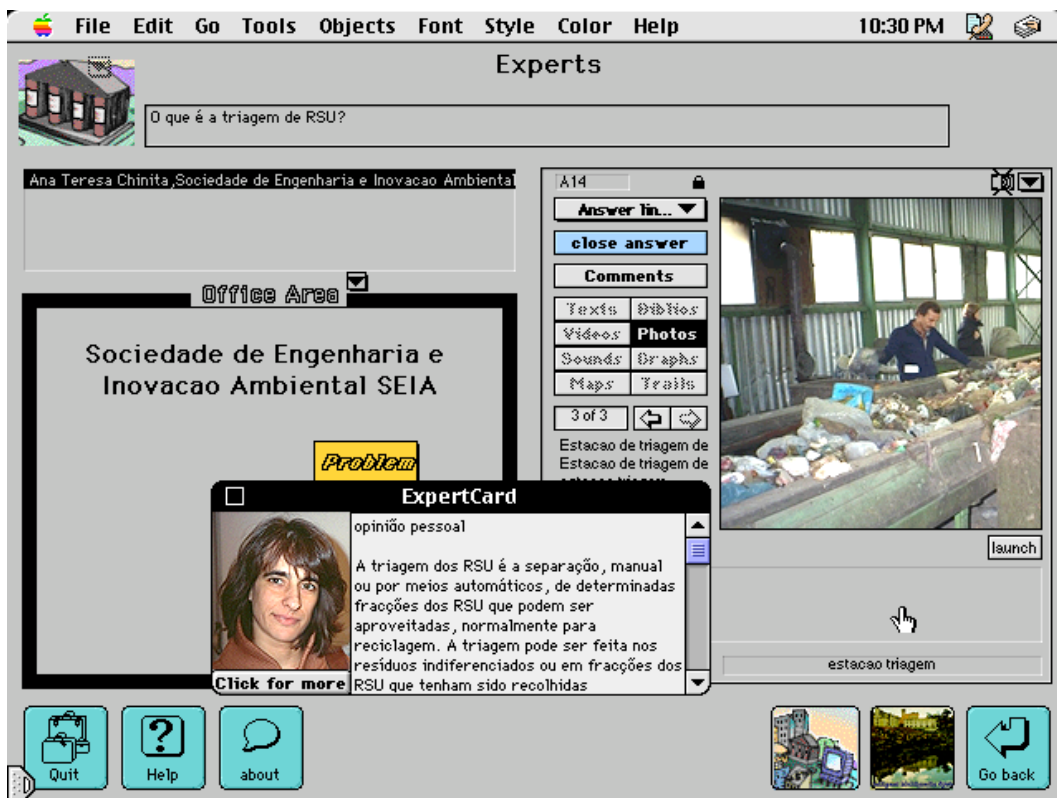 File Edit Go Tools Objects Font Style Color Help 10:30 PM
Experts
O que é a triagem de RSU?
Ana Teresa Chinita,Sociedade de Engenharia e Inovacao Ambiental
Office Area
Sociedade de Engenharia e
Inovacao Ambiental SEIA
Problem
A14
Answer lin...
close answer
Comments
Texts Biblios
Videos Photos
Sounds Graphs
Maps Trails
3 of 3
Estacao de triagem de
Estacao de triagem de
launch
estacao triagem
ExpertCard
opinião pessoal
A triagem dos RSU é a separação, manual
ou por meios automáticos, de determinadas
fracções dos RSU que podem ser
aproveitadas, normalmente para
reciclagem. A triagem pode ser feita nos
resíduos indiferenciados ou em fracções dos
RSU que tenham sido recolhidas
Click for more
Quit
Help
about
Go back